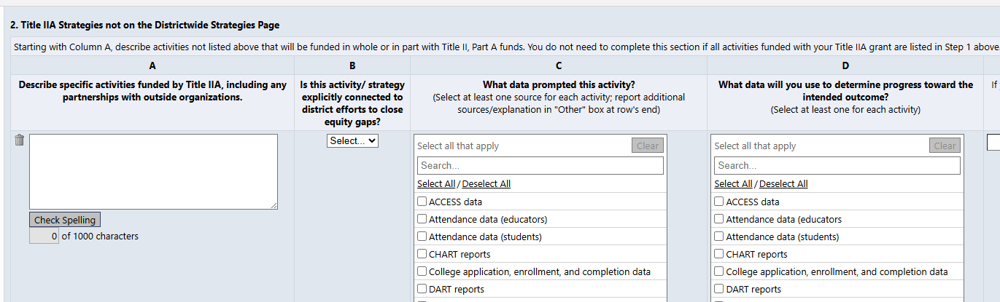 2. Title IIA Strategies not on the Districtwide Strategies Page
Starting with Column A, describe activities not listed above that will be funded in whole or in part with Title II, Part A funds. You do not need to complete this section if all activities funded with your Title IIA grant are listed in Step 1 above
A
B
C
D
Describe specific activities funded by Title IIA, including any
partnerships with outside organizations.
Is this activity/ strategy
explicitly connected to
district efforts to close
equity gaps?
What data prompted this activity?
(Select at least one source for each activity; report additional
sources/explanation in "Other" box at row's end)
What data will you use to determine progress toward the
intended outcome?
(Select at least one for each activity)
If
Check Spelling
0 of 1000 characters
Select...
Select all that apply
Clear
Search...
Select All / Deselect All
ACCESS data
Attendance data (educators)
Attendance data (students)
CHART reports
College application, enrollment, and completion data
DART reports
Select all that apply
Clear
Search...
Select All / Deselect All
ACCESS data
Attendance data (educators
Attendance data (students)
CHART reports
College application, enrollment, and completion data
DART reports